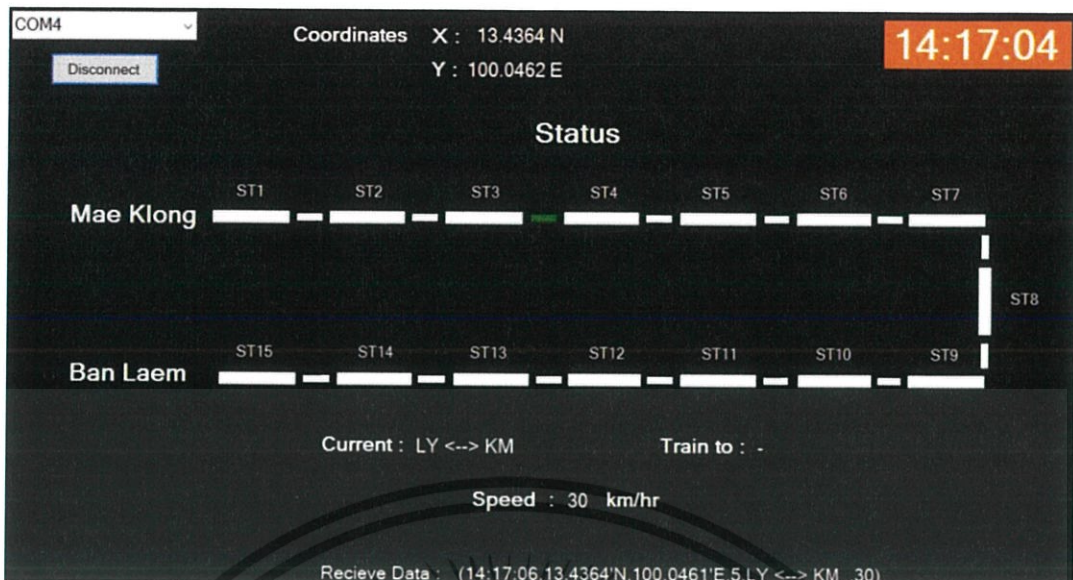 COM4
Disconnect
Coordinates X : 13.4364 N
Y : 100.0462 E
14:17:04
Status
ST1 ST2 ST3 ST4 ST5 ST6 ST7
Mae Klong
ST8
ST15 ST14 ST13 ST12 ST11 ST10 ST9
Ban Laem
Current : LY <--> KM Train to : -
Speed : 30 km/hr
Recieve Data : (14:17:06,13.4364'N,100.0461'E,5,LY <--> KM 30)